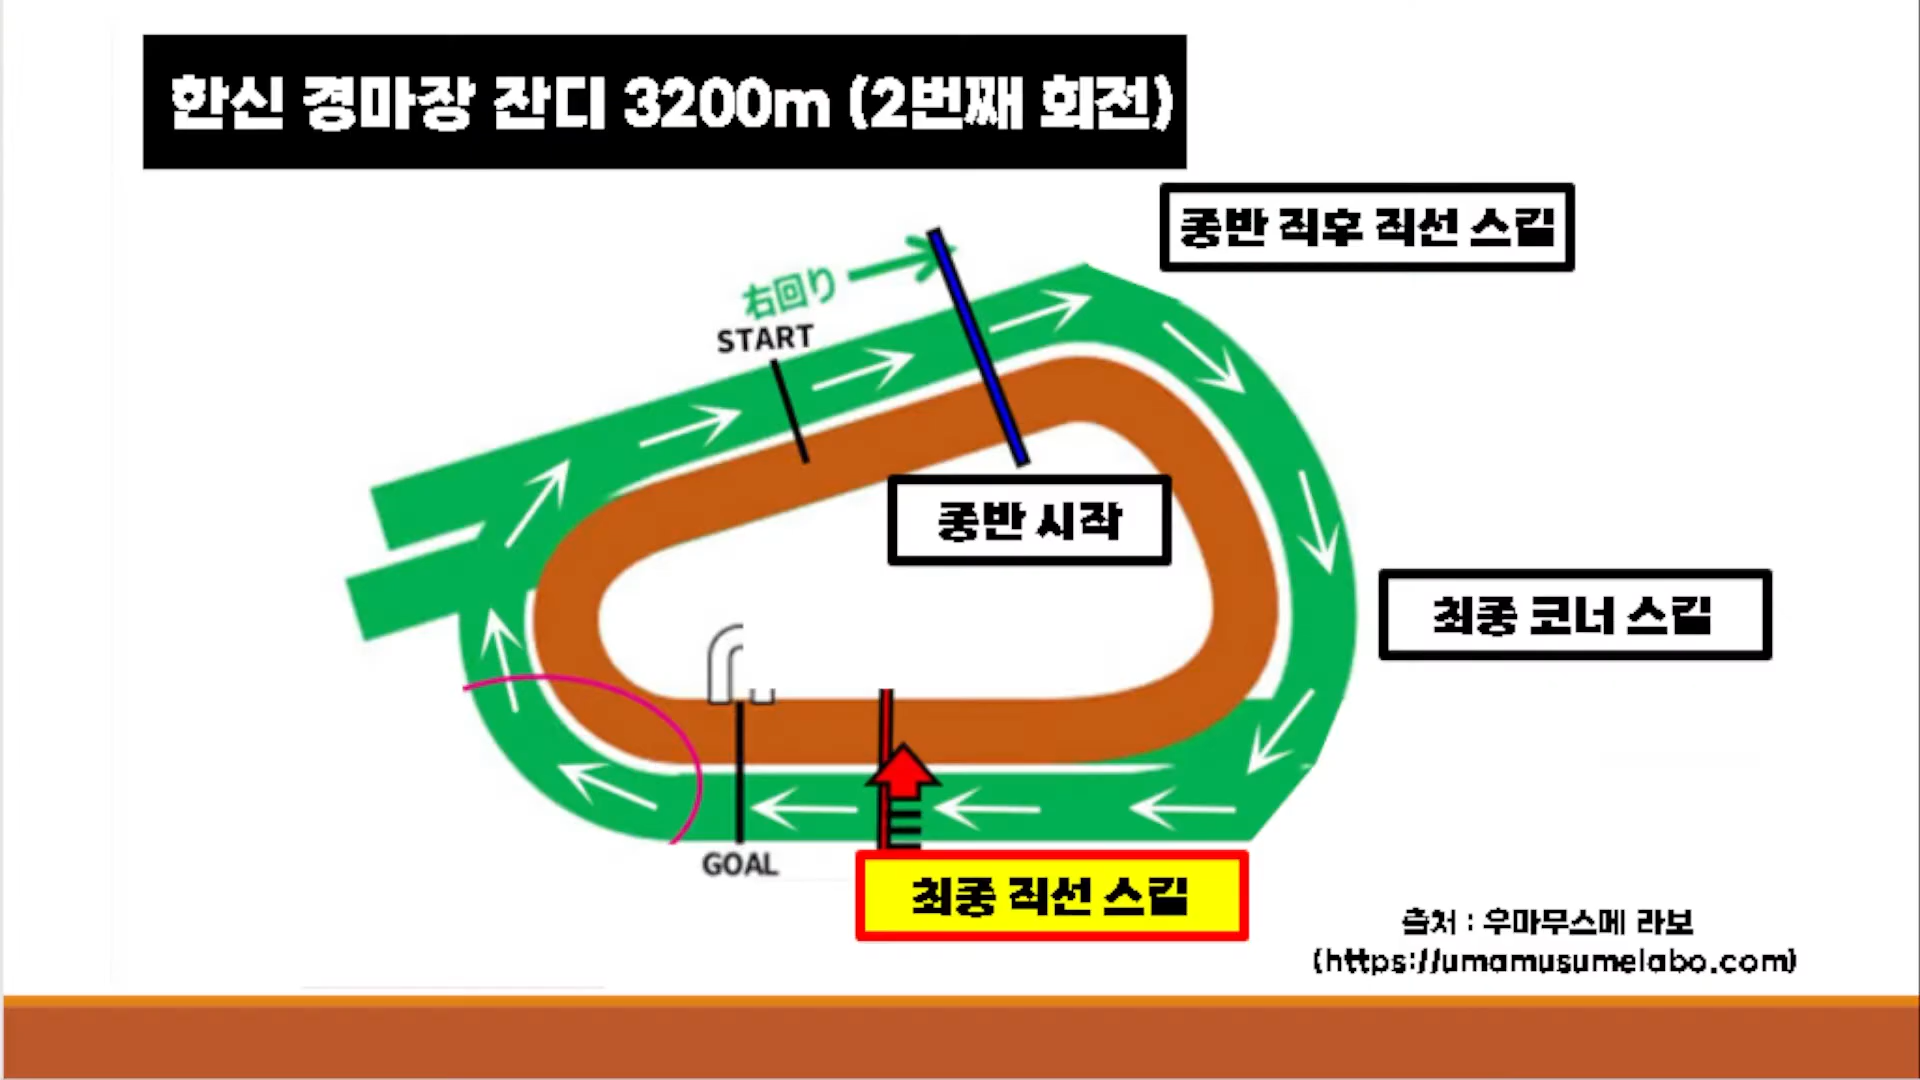 한신 경마장 잔디 3200m (2번째 회전)
종반 직후 직선 스킬
右回り
START
종반 시작
최종 코너 스킬
GOAL
최종 직선 스킬
출처 : 우마무스메 라보
(https://umamusumelabo.com)